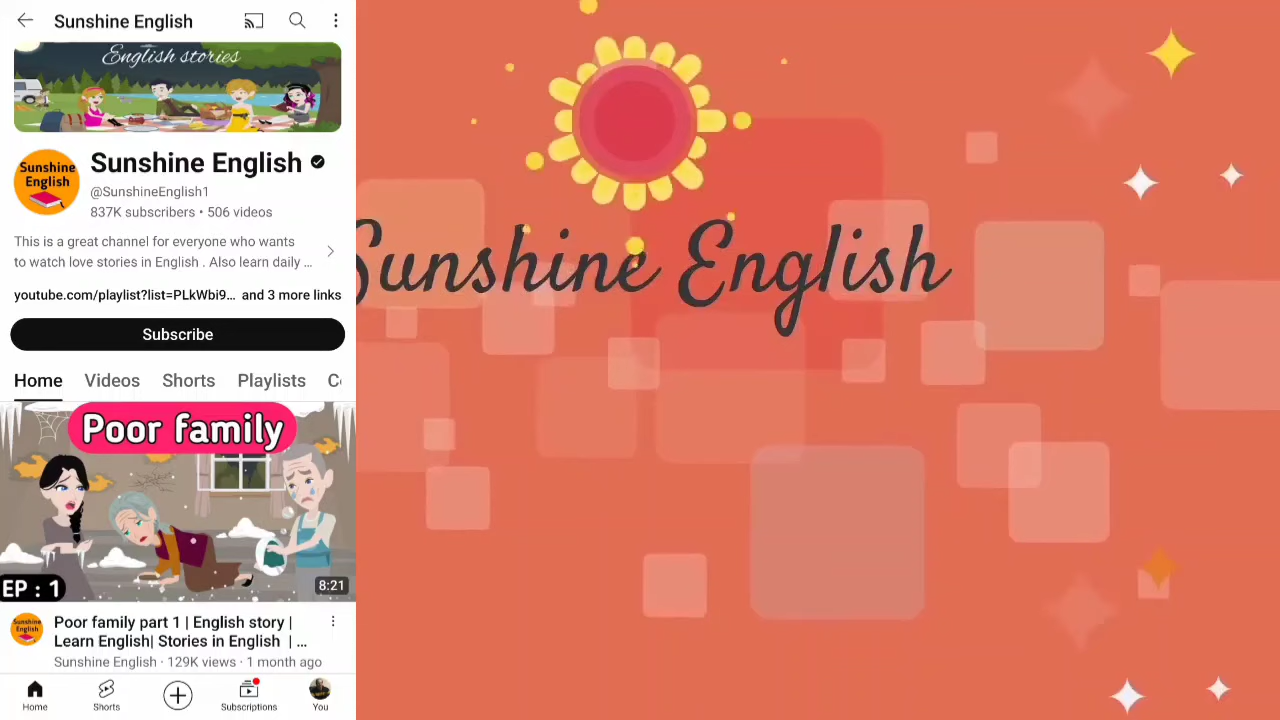 Sunshine English
English stories
Sunshine
English
Sunshine English
@SunshineEnglish1
837K subscribers • 506 videos
This is a great channel for everyone who wants
to watch love stories in English . Also learn daily ...
youtube.com/playlist?list=PLkWbi9... and 3 more links
Subscribe
Home Videos Shorts Playlists
Poor family
EP : 1
8:21
Sunshine
English
Poor family part 1 | English story |
Learn English| Stories in English | ...
Sunshine English · 129K views · 1 month ago
Home Shorts Subscriptions You
Sunshine English